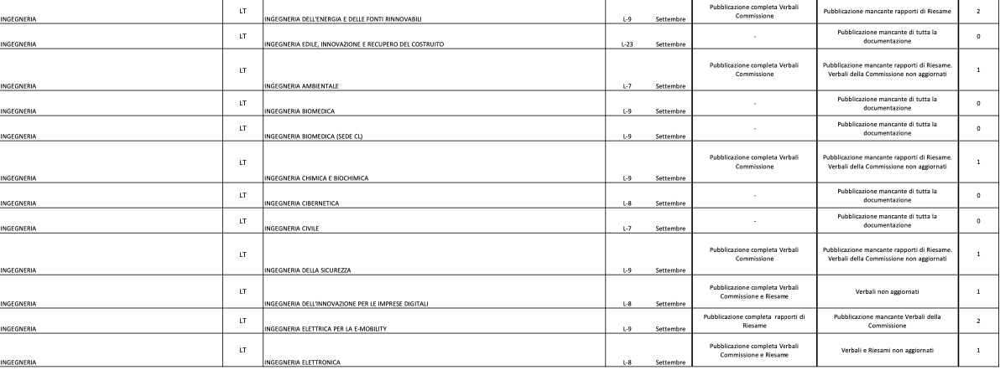 INGEGNERIA LT INGEGNERIA DELL'ENERGIA E DELLE FONTI RINNOVABILI L-9 Settembre Pubblicazione completa Verbali Commissione Pubblicazione mancante rapporti di Riesame 2
INGEGNERIA LT INGEGNERIA EDILE, INNOVAZIONE E RECUPERO DEL COSTRUITO L-23 Settembre - Pubblicazione mancante di tutta la documentazione 0
INGEGNERIA LT INGEGNERIA AMBIENTALE L-7 Settembre Pubblicazione completa Verbali Commissione Pubblicazione mancante rapporti di Riesame. Verbali della Commissione non aggiornati 1
INGEGNERIA LT INGEGNERIA BIOMEDICA L-9 Settembre - Pubblicazione mancante di tutta la documentazione 0
INGEGNERIA LT INGEGNERIA BIOMEDICA (SEDE CL) L-9 Settembre - Pubblicazione mancante di tutta la documentazione 0
INGEGNERIA LT INGEGNERIA CHIMICA E BIOCHIMICA L-9 Settembre Pubblicazione completa Verbali Commissione Pubblicazione mancante rapporti di Riesame. Verbali della Commissione non aggiornati 1
INGEGNERIA LT INGEGNERIA CIBERNETICA L-8 Settembre - Pubblicazione mancante di tutta la documentazione 0
INGEGNERIA LT INGEGNERIA CIVILE L-7 Settembre - Pubblicazione mancante di tutta la documentazione 0
INGEGNERIA LT INGEGNERIA DELLA SICUREZZA L-9 Settembre Pubblicazione completa Verbali Commissione Pubblicazione mancante rapporti di Riesame. Verbali della Commissione non aggiornati 1
INGEGNERIA LT INGEGNERIA DELL'INNOVAZIONE PER LE IMPRESE DIGITALI L-8 Settembre Pubblicazione completa Verbali Commissione e Riesame Verbali non aggiornati 1
INGEGNERIA LT INGEGNERIA ELETTRICA PER LA E-MOBILITY L-9 Settembre Pubblicazione completa rapporti di Riesame Pubblicazione mancante Verbali della Commissione 2
INGEGNERIA LT INGEGNERIA ELETTRONICA L-8 Settembre Pubblicazione completa Verbali Commissione e Riesame Verbali e Riesami non aggiornati 1